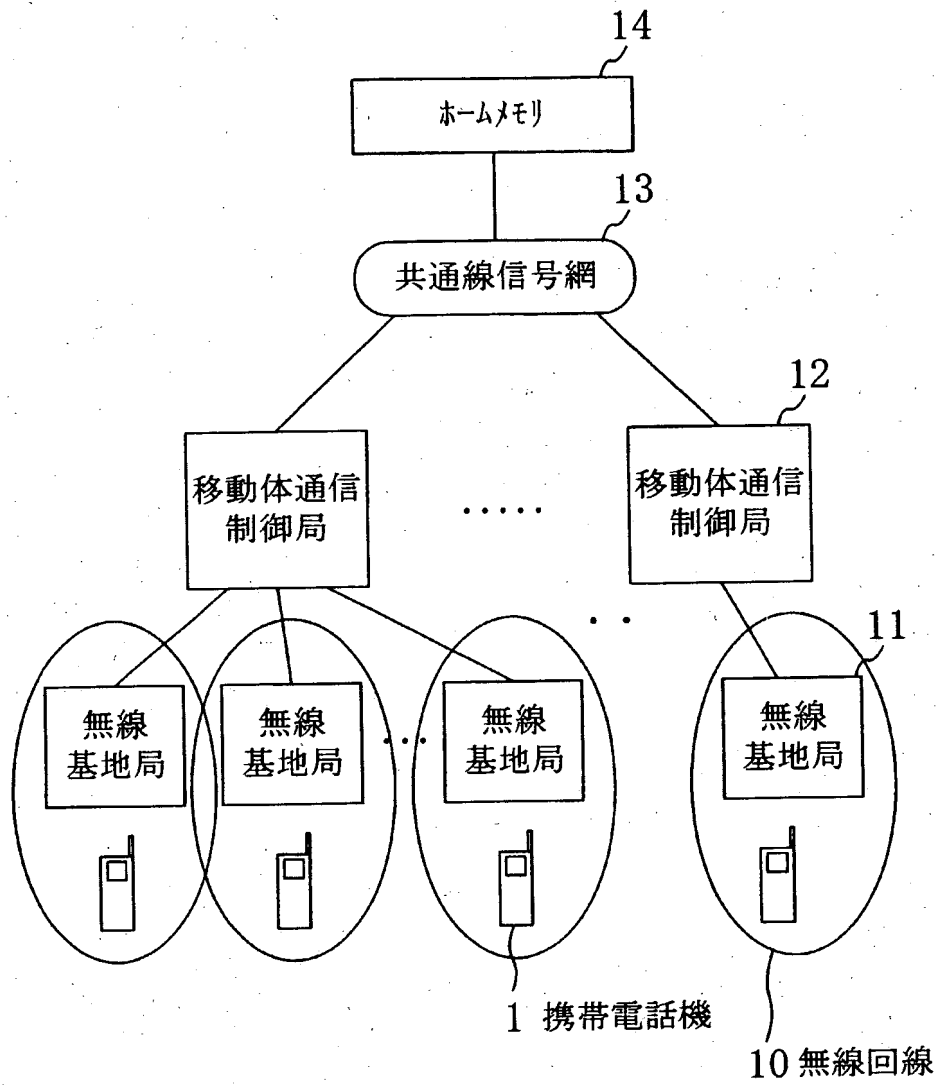 14
ホームメモリ
13
共通線信号網
12
移動体通信
制御局
・・・・・
移動体通信
制御局
・・
11
無線
基地局
無線
基地局
・・・
無線
基地局
無線
基地局
1 携帯電話機
10 無線回線